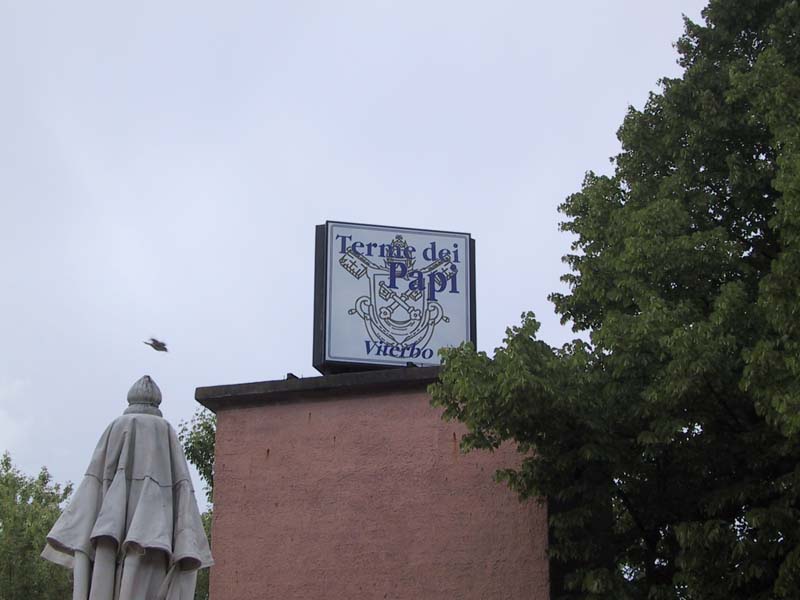 Terme dei
Papi
Viterbo